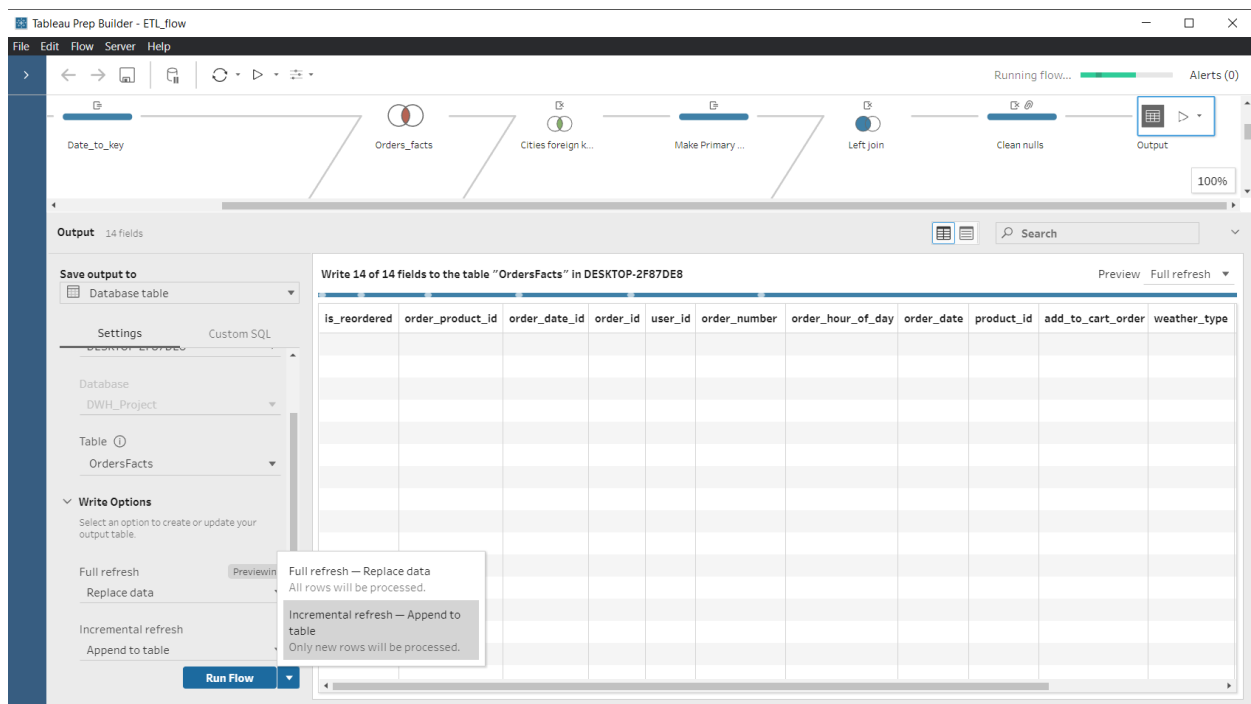 Tableau Prep Builder - ETL_flow
File Edit Flow Server Help
Running flow... Alerts (0)
Date_to_key
Orders_facts
Cities foreign k...
Make Primary ...
Left join
Clean nulls
Output
100%
Output 14 fields
Search
Save output to
Database table
Settings Custom SQL
DESKTOP-2F87DE8
Database
DWH_Project
Table
OrdersFacts
Write Options
Select an option to create or update your
output table.
Full refresh Previewin
Replace data
Incremental refresh
Append to table
Run Flow
Full refresh — Replace data
All rows will be processed.
Incremental refresh — Append to
table
Only new rows will be processed.
Write 14 of 14 fields to the table "OrdersFacts" in DESKTOP-2F87DE8
Preview Full refresh
is_reordered order_product_id order_date_id order_id user_id order_number order_hour_of_day order_date product_id add_to_cart_order weather_type